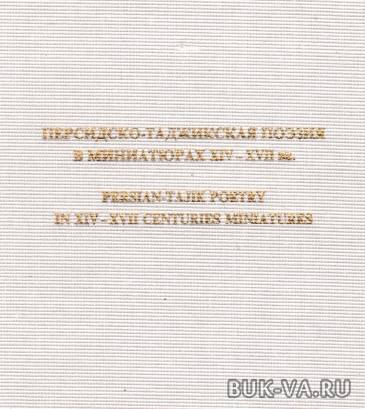 ПЕРСИДСКО-ТАДЖИКСКАЯ ПОЭЗИЯ
В МИНИАТЮРАХ XIV – XVII вв.
PERSIAN-TAJIK POETRY
IN XIV – XVII CENTURIES MINIATURES
BUK-VA.RU